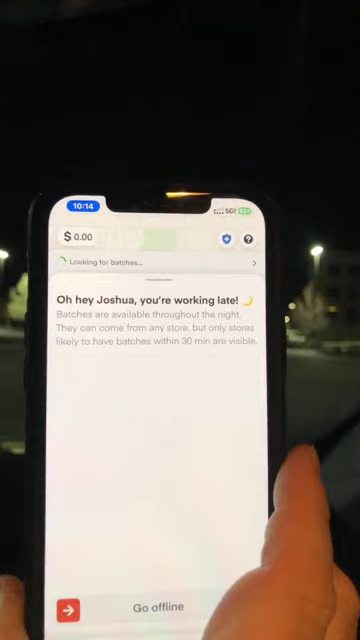 10:14
5G
$ 0.00
Looking for batches...
Oh hey Joshua, you're working late! 🌙
Batches are available throughout the night.
They can come from any store, but only stores
likely to have batches within 30 min are visible.
Go offline